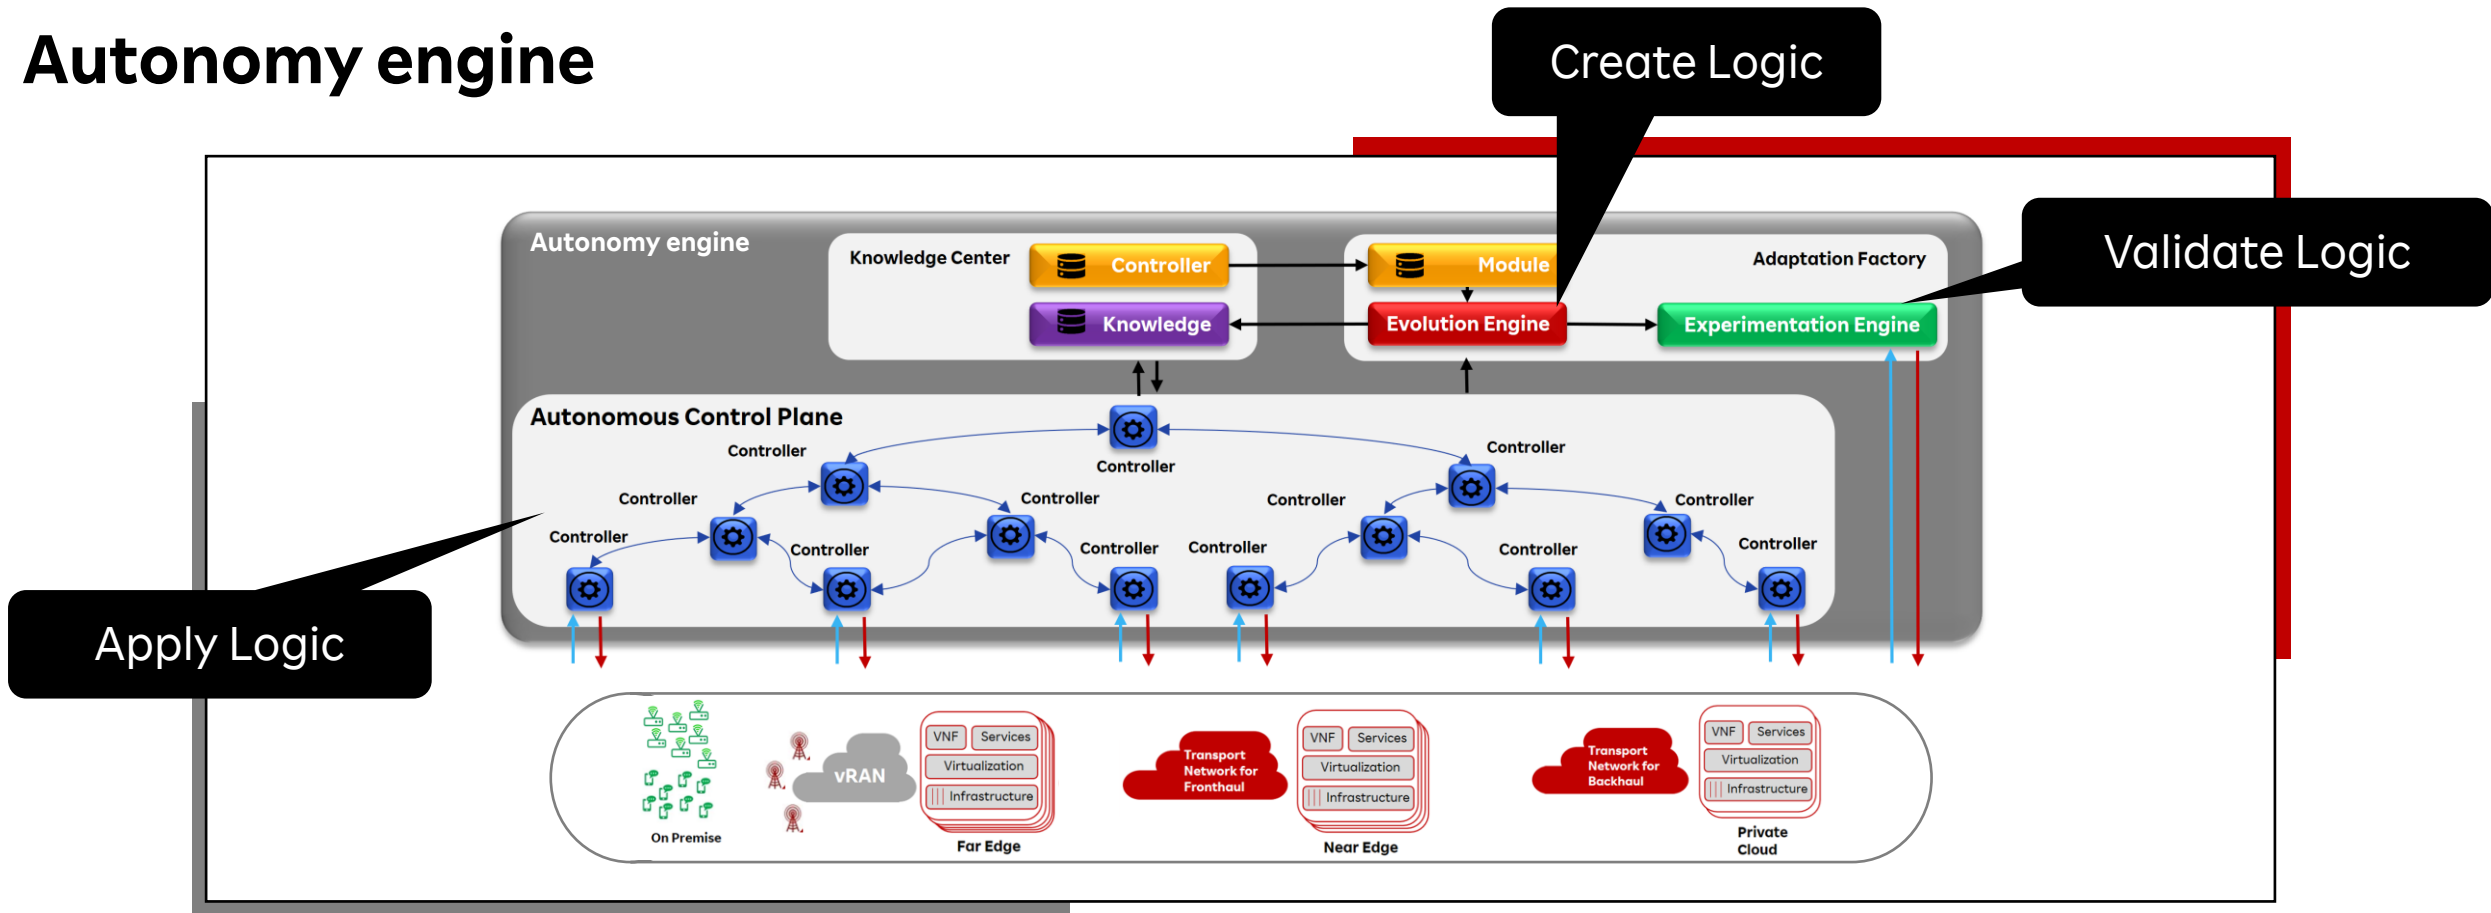 Autonomy engine
Create Logic
Validate Logic
Apply Logic
Autonomy engine
Knowledge Center
Controller
Knowledge
Module
Adaptation Factory
Evolution Engine
Experimentation Engine
Autonomous Control Plane
Controller
Controller
Controller
Controller
Controller
Controller
Controller
Controller
Controller
Controller
Controller
Controller
On Premise
vRAN
VNF
Services
Virtualization
Infrastructure
Far Edge
Transport
Network for
Fronthaul
VNF
Services
Virtualization
Infrastructure
Near Edge
Transport
Network for
Backhaul
VNF
Services
Virtualization
Infrastructure
Private
Cloud